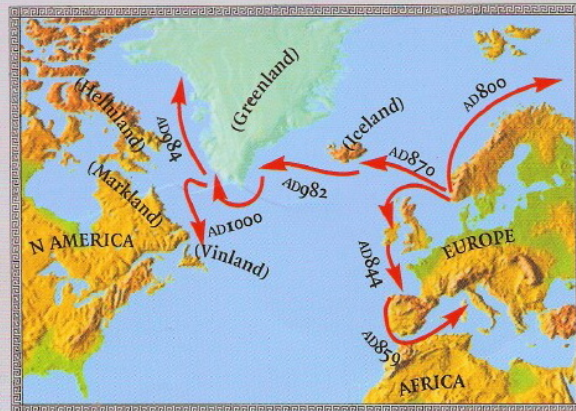 (Greenland)
(Helluland)
AD984
(Iceland)
AD800
AD870
(Markland)
AD982
AD1000
N AMERICA
(Vinland)
EUROPE
AD844
AD859
AFRICA